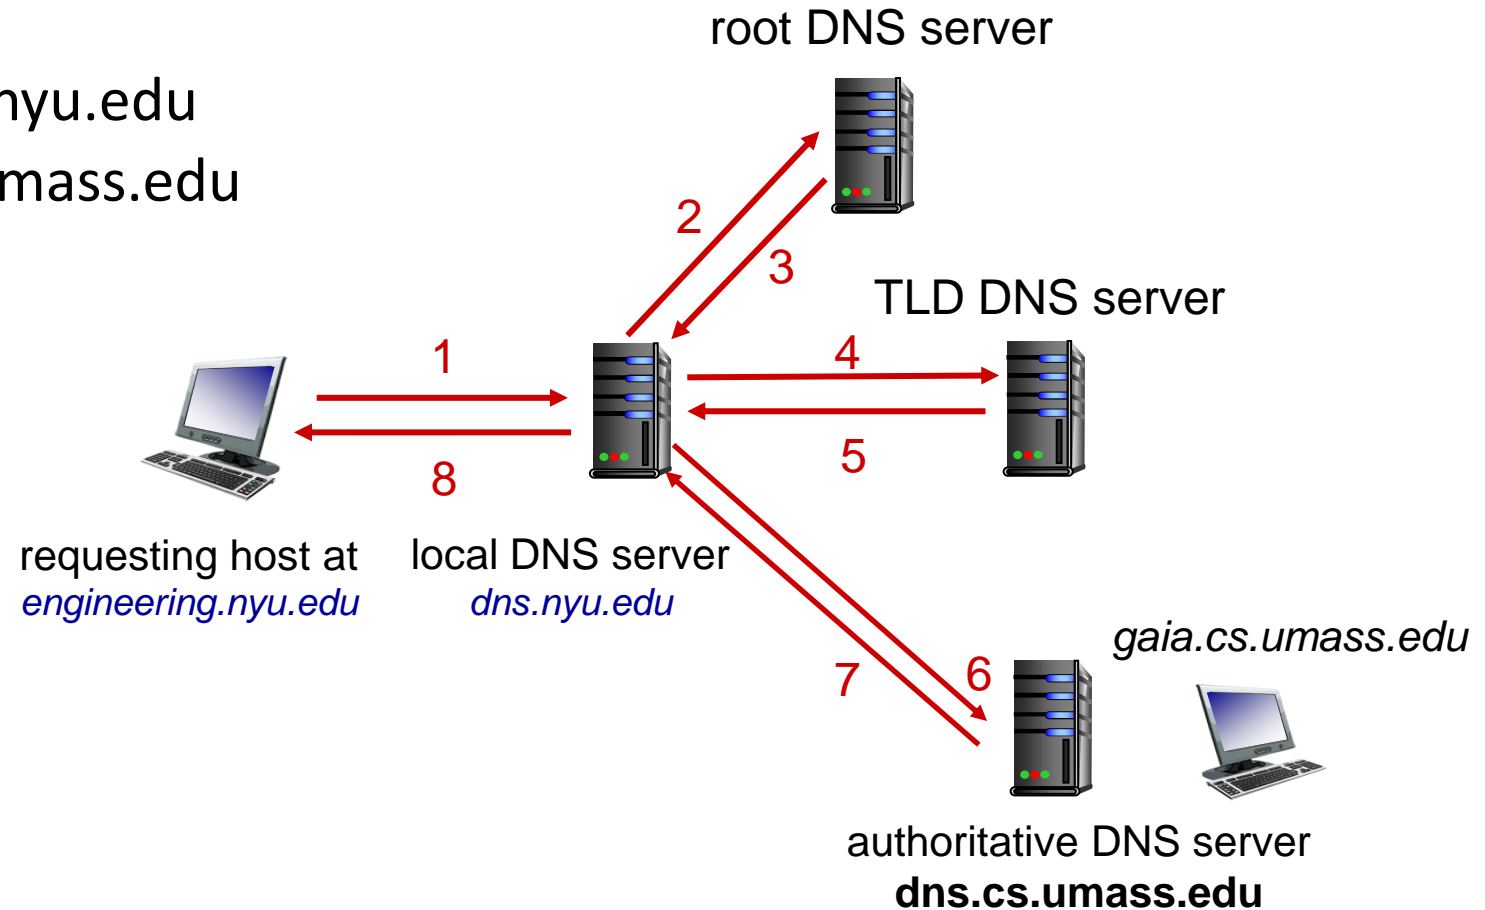 root DNS server
nyu.edu
mass.edu
2
3
TLD DNS server
1
4
8
5
requesting host at
engineering.nyu.edu
local DNS server
dns.nyu.edu
gaia.cs.umass.edu
7
6
authoritative DNS server
dns.cs.umass.edu